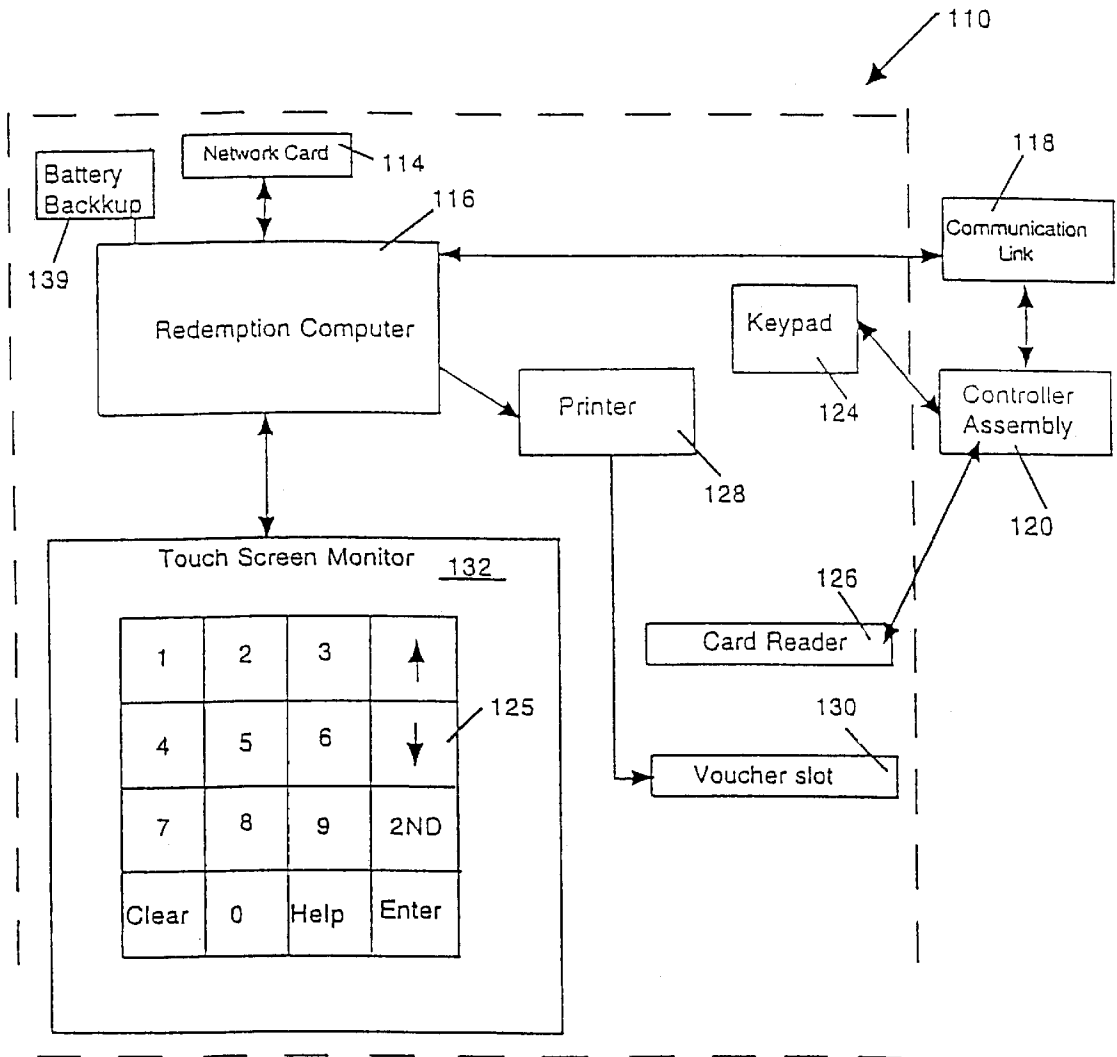 110
Network Card
114
Battery
Backkup
139
116
118
Communication
Link
Redemption Computer
Keypad
124
Printer
128
Controller
Assembly
120
Touch Screen Monitor 132
126
Card Reader
1 2 3 ↑
4 5 6 ↓
125
130
Voucher slot
7 8 9 2ND
Clear 0 Help Enter